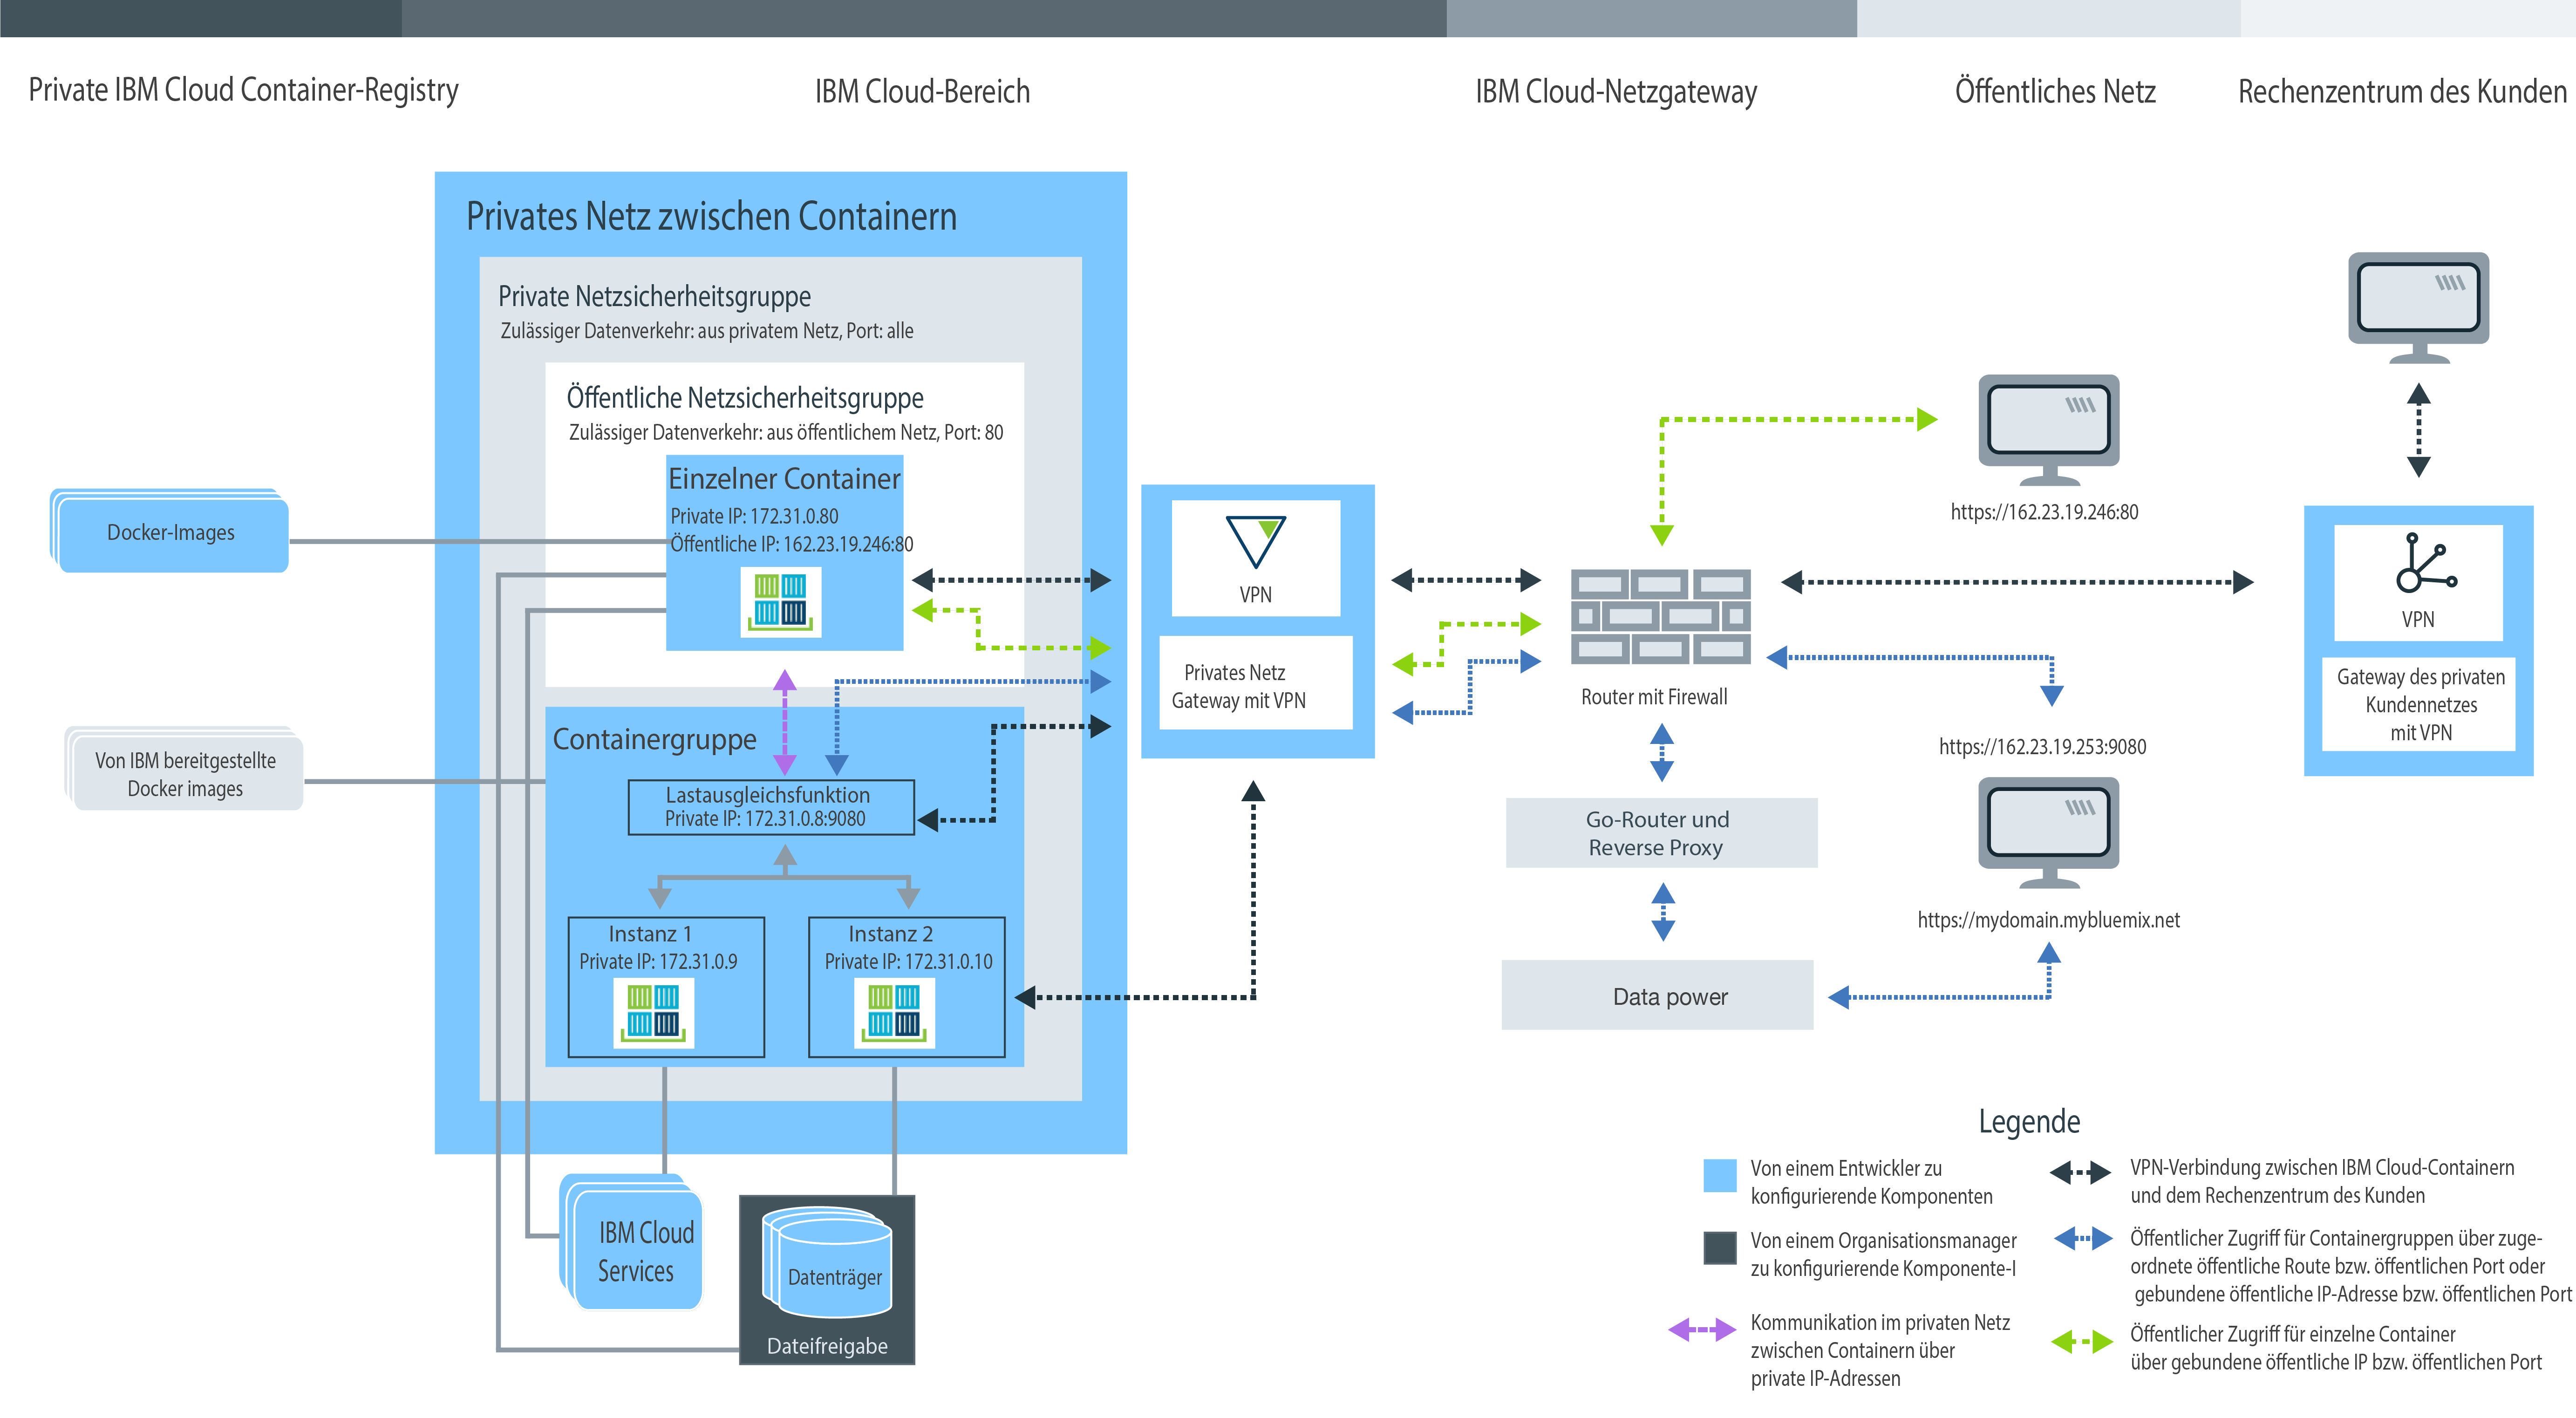 Private IBM Cloud Container-Registry
IBM Cloud-Bereich
IBM Cloud-Netzgateway
Öffentliches Netz
Rechenzentrum des Kunden
Privates Netz zwischen Containern
Private Netzsicherheitsgruppe
Zulässiger Datenverkehr: aus privatem Netz, Port: alle
Öffentliche Netzsicherheitsgruppe
Zulässiger Datenverkehr: aus öffentlichem Netz, Port: 80
Einzelner Container
Private IP: 172.31.0.80
Öffentliche IP: 162.23.19.246:80
Docker-Images
Von IBM bereitgestellte
Docker images
Containergruppe
Lastausgleichsfunktion
Private IP: 172.31.0.8:9080
Instanz 1
Private IP: 172.31.0.9
Instanz 2
Private IP: 172.31.0.10
IBM Cloud
Services
Datenträger
Dateifreigabe
VPN
Privates Netz
Gateway mit VPN
Router mit Firewall
Go-Router und
Reverse Proxy
Data power
https://162.23.19.246:80
https://162.23.19.253:9080
https://mydomain.mybluemix.net
VPN
Gateway des privaten
Kundennetzes
mit VPN
Legende
Von einem Entwickler zu
konfigurierende Komponenten
Von einem Organisationsmanager
zu konfigurierende Komponente-I
Kommunikation im privaten Netz
zwischen Containern über
private IP-Adressen
VPN-Verbindung zwischen IBM Cloud-Containern
und dem Rechenzentrum des Kunden
Öffentlicher Zugriff für Containergruppen über zuge-
ordnete öffentliche Route bzw. öffentlichen Port oder
gebundene öffentliche IP-Adresse bzw. öffentlichen Port
Öffentlicher Zugriff für einzelne Container
über gebundene öffentliche IP bzw. öffentlichen Port